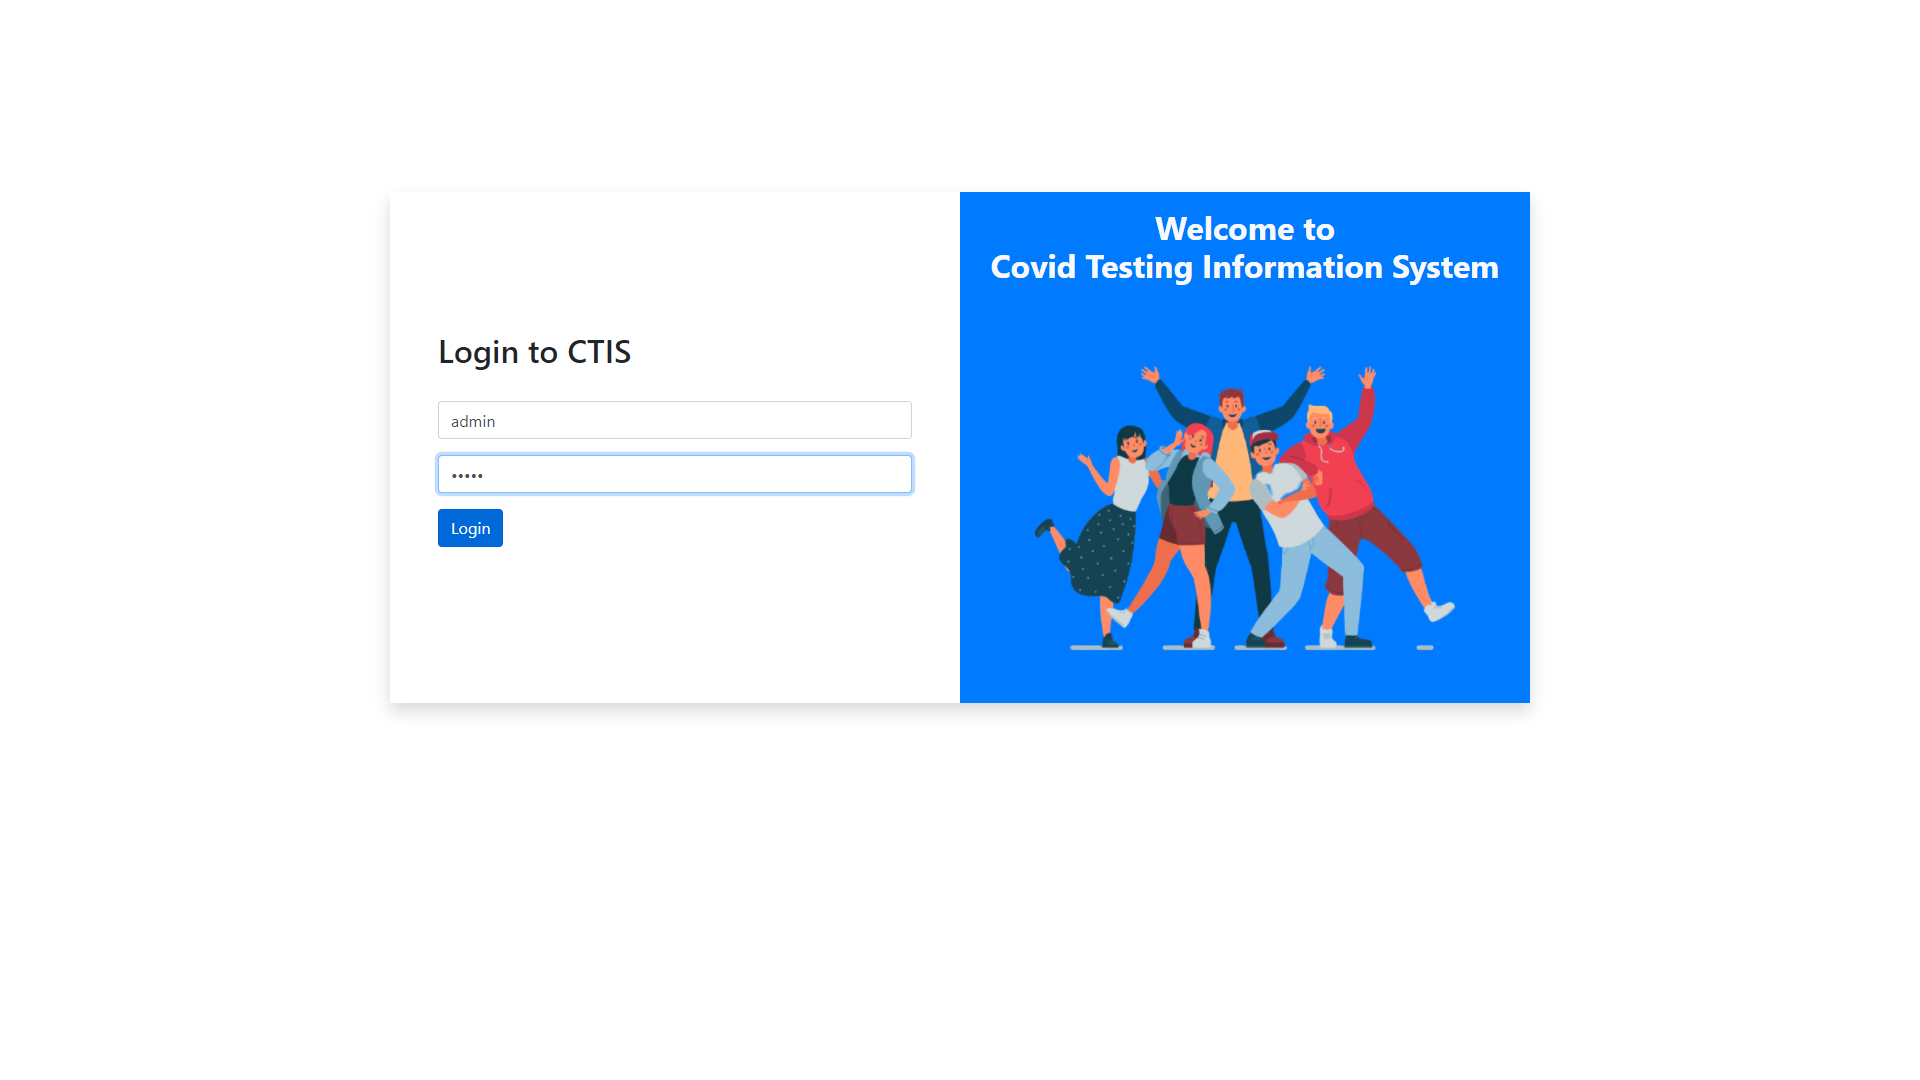 Welcome to
Covid Testing Information System
Login to CTIS
admin
•••••
Login